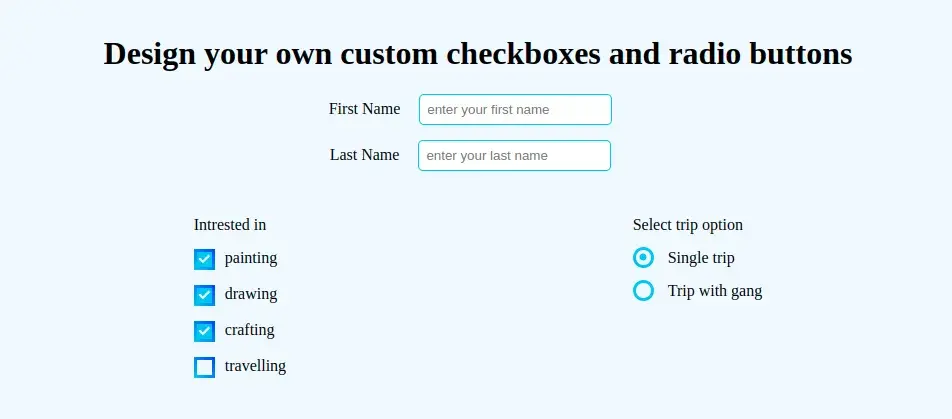 Design your own custom checkboxes and radio buttons
First Name enter your first name
Last Name enter your last name
Intrested in
painting
drawing
crafting
travelling
Select trip option
Single trip
Trip with gang